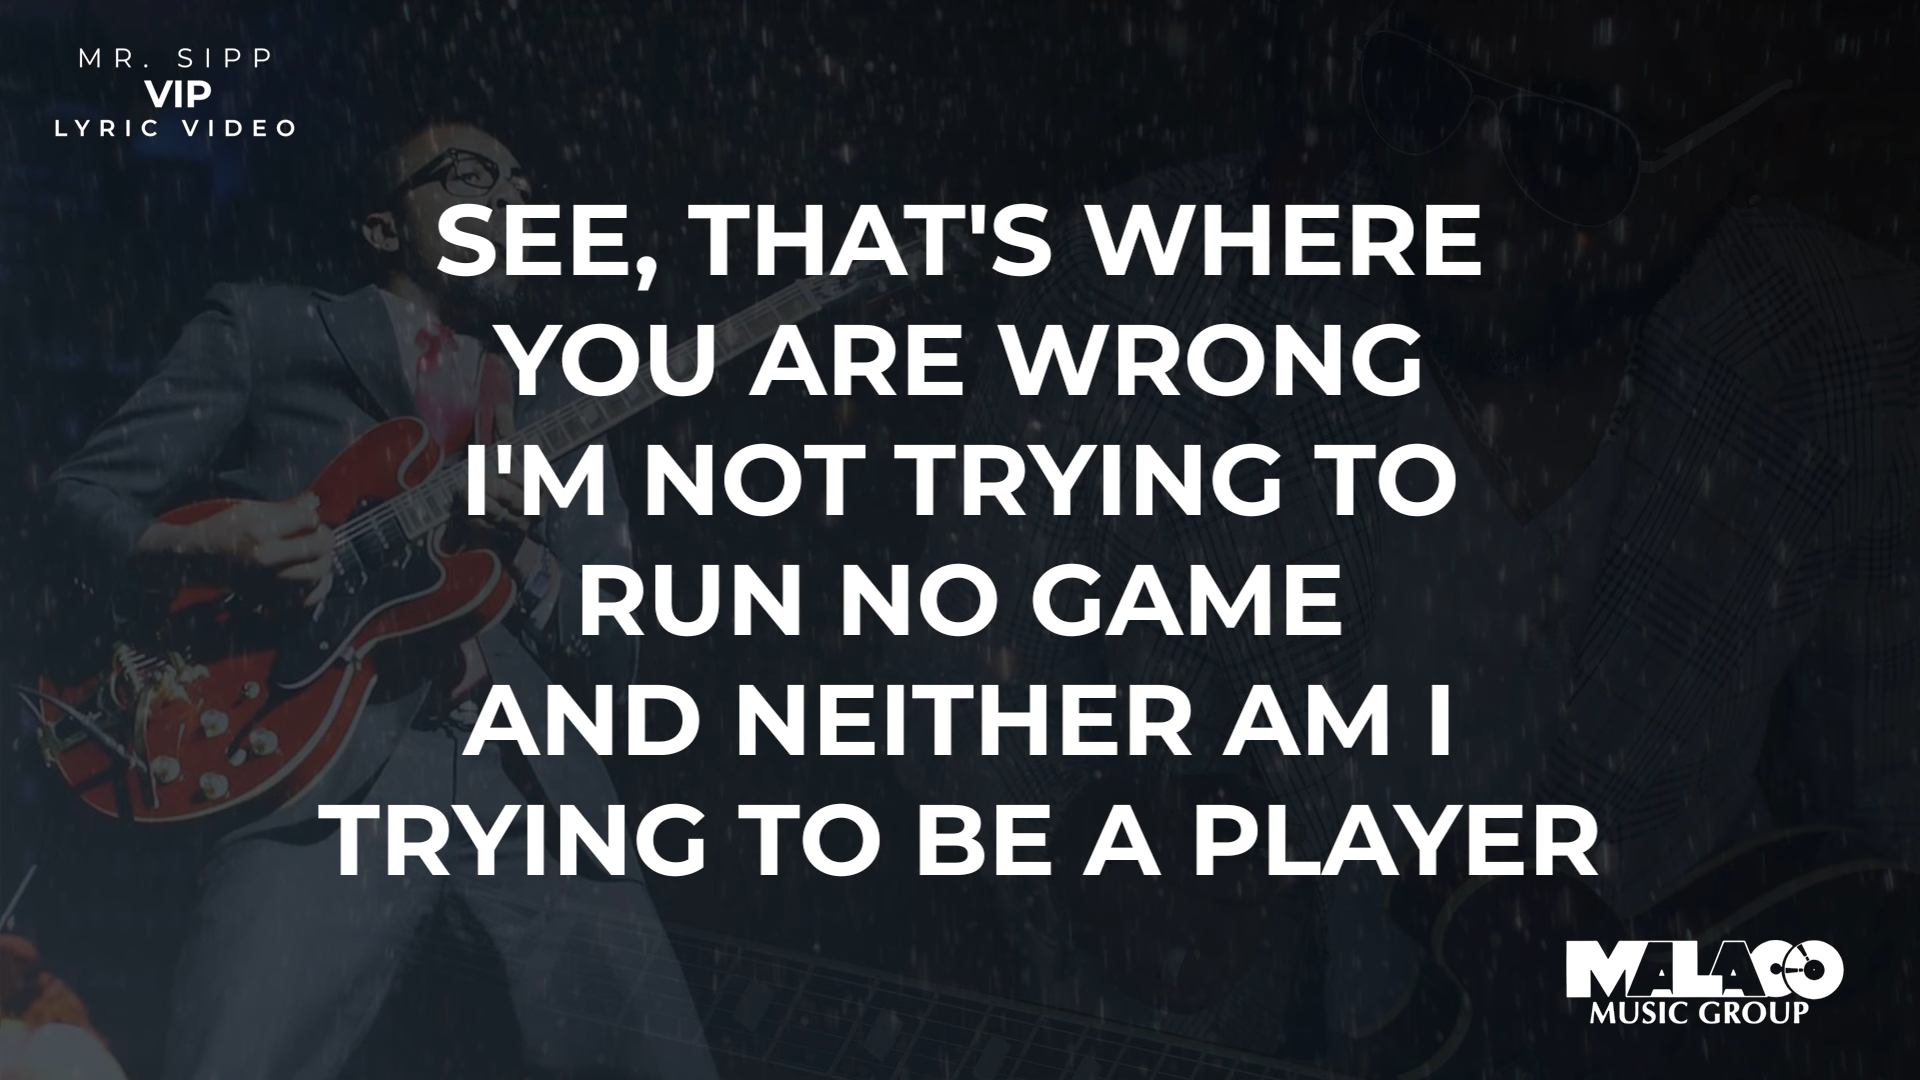 MR. SIPP
VIP
LYRIC VIDEO
SEE, THAT'S WHERE
YOU ARE WRONG
I'M NOT TRYING TO
RUN NO GAME
AND NEITHER AM I
TRYING TO BE A PLAYER
MALACO
MUSIC GROUP